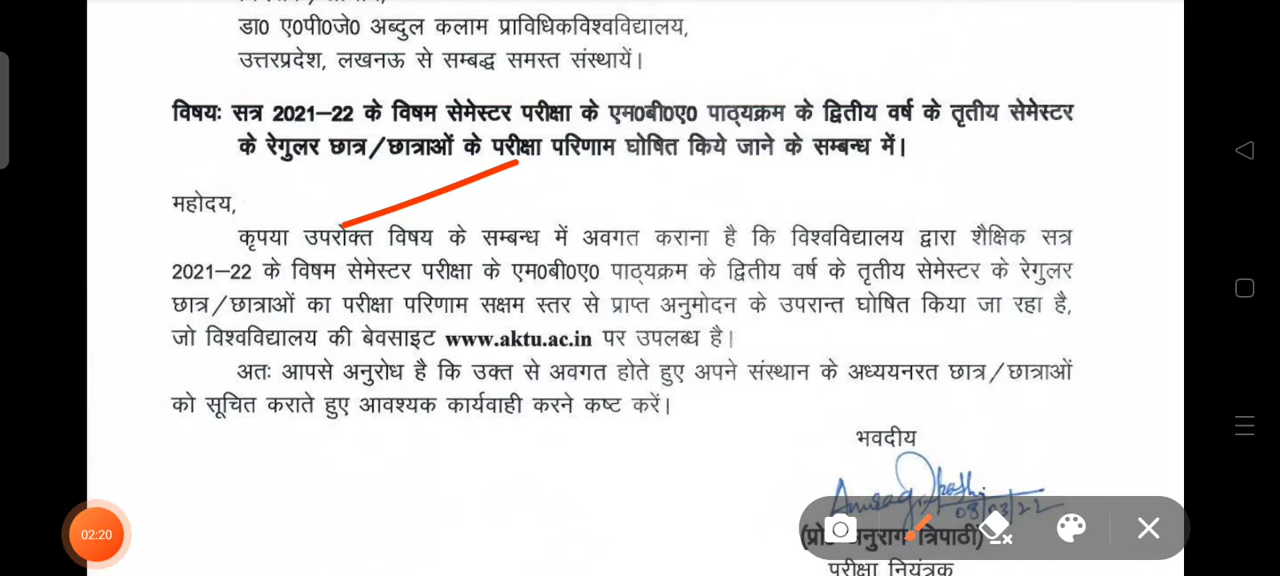 डा0 ए0पी0जे0 अब्दुल कलाम प्राविधिकविश्वविद्यालय,
उत्तरप्रदेश, लखनऊ से सम्बद्ध समस्त संस्थायें।
विषयः सत्र 2021–22 के विषम सेमेस्टर परीक्षा के एम0बी0ए0 पाठ्यक्रम के द्वितीय वर्ष के तृतीय सेमेस्टर
के रेगुलर छात्र/छात्राओं के परीक्षा परिणाम घोषित किये जाने के सम्बन्ध में।
महोदय,
कृपया उपरोक्त विषय के सम्बन्ध में अवगत कराना है कि विश्वविद्यालय द्वारा शैक्षिक सत्र
2021–22 के विषम सेमेस्टर परीक्षा के एम0बी0ए0 पाठ्यक्रम के द्वितीय वर्ष के तृतीय सेमेस्टर के रेगुलर
छात्र/छात्राओं का परीक्षा परिणाम सक्षम स्तर से प्राप्त अनुमोदन के उपरान्त घोषित किया जा रहा है,
जो विश्वविद्यालय की बेवसाइट www.aktu.ac.in पर उपलब्ध है।
अतः आपसे अनुरोध है कि उक्त से अवगत होते हुए अपने संस्थान के अध्ययनरत छात्र/छात्राओं
को सूचित कराते हुए आवश्यक कार्यवाही करने कष्ट करें।
भवदीय
(प्रो0 अनुराग त्रिपाठी)
परीक्षा नियंत्रक
02:20